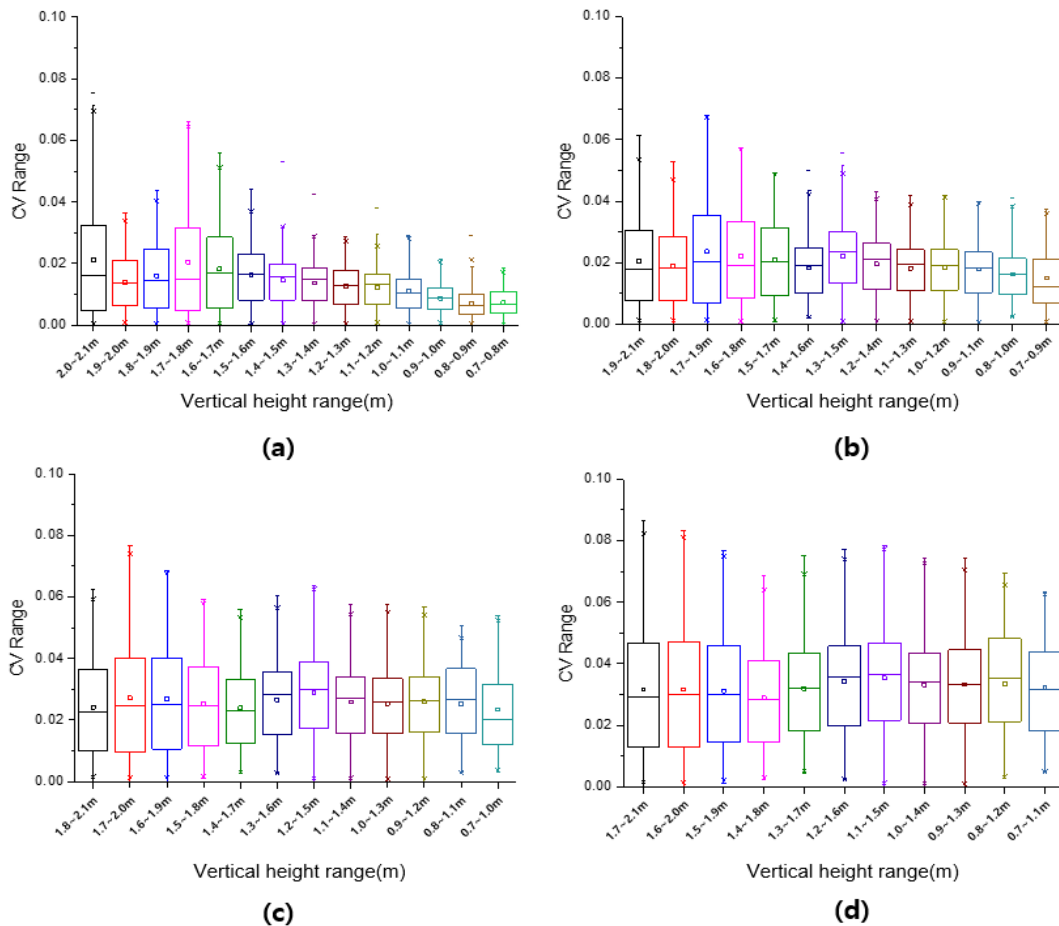 0.10
0.08
0.06
0.04
0.02
0.00
CV Range
2.0~2.1m
1.9~2.0m
1.8~1.9m
1.7~1.8m
1.6~1.7m
1.5~1.6m
1.4~1.5m
1.3~1.4m
1.2~1.3m
1.1~1.2m
1.0~1.1m
0.9~1.0m
0.8~0.9m
0.7~0.8m
Vertical height range(m)
(a)
0.10
0.08
0.06
0.04
0.02
0.00
CV Range
1.9~2.1m
1.8~2.0m
1.7~1.9m
1.6~1.8m
1.5~1.7m
1.4~1.6m
1.3~1.5m
1.2~1.4m
1.1~1.3m
1.0~1.2m
0.9~1.1m
0.8~1.0m
0.7~0.9m
Vertical height range(m)
(b)
0.10
0.08
0.06
0.04
0.02
0.00
CV Range
1.8~2.1m
1.7~2.0m
1.6~1.9m
1.5~1.8m
1.4~1.7m
1.3~1.6m
1.2~1.5m
1.1~1.4m
1.0~1.3m
0.9~1.2m
0.8~1.1m
0.7~1.0m
Vertical height range(m)
(c)
0.10
0.08
0.06
0.04
0.02
0.00
CV Range
1.7~2.1m
1.6~2.0m
1.5~1.9m
1.4~1.8m
1.3~1.7m
1.2~1.6m
1.1~1.5m
1.0~1.4m
0.9~1.3m
0.8~1.2m
0.7~1.1m
Vertical height range(m)
(d)